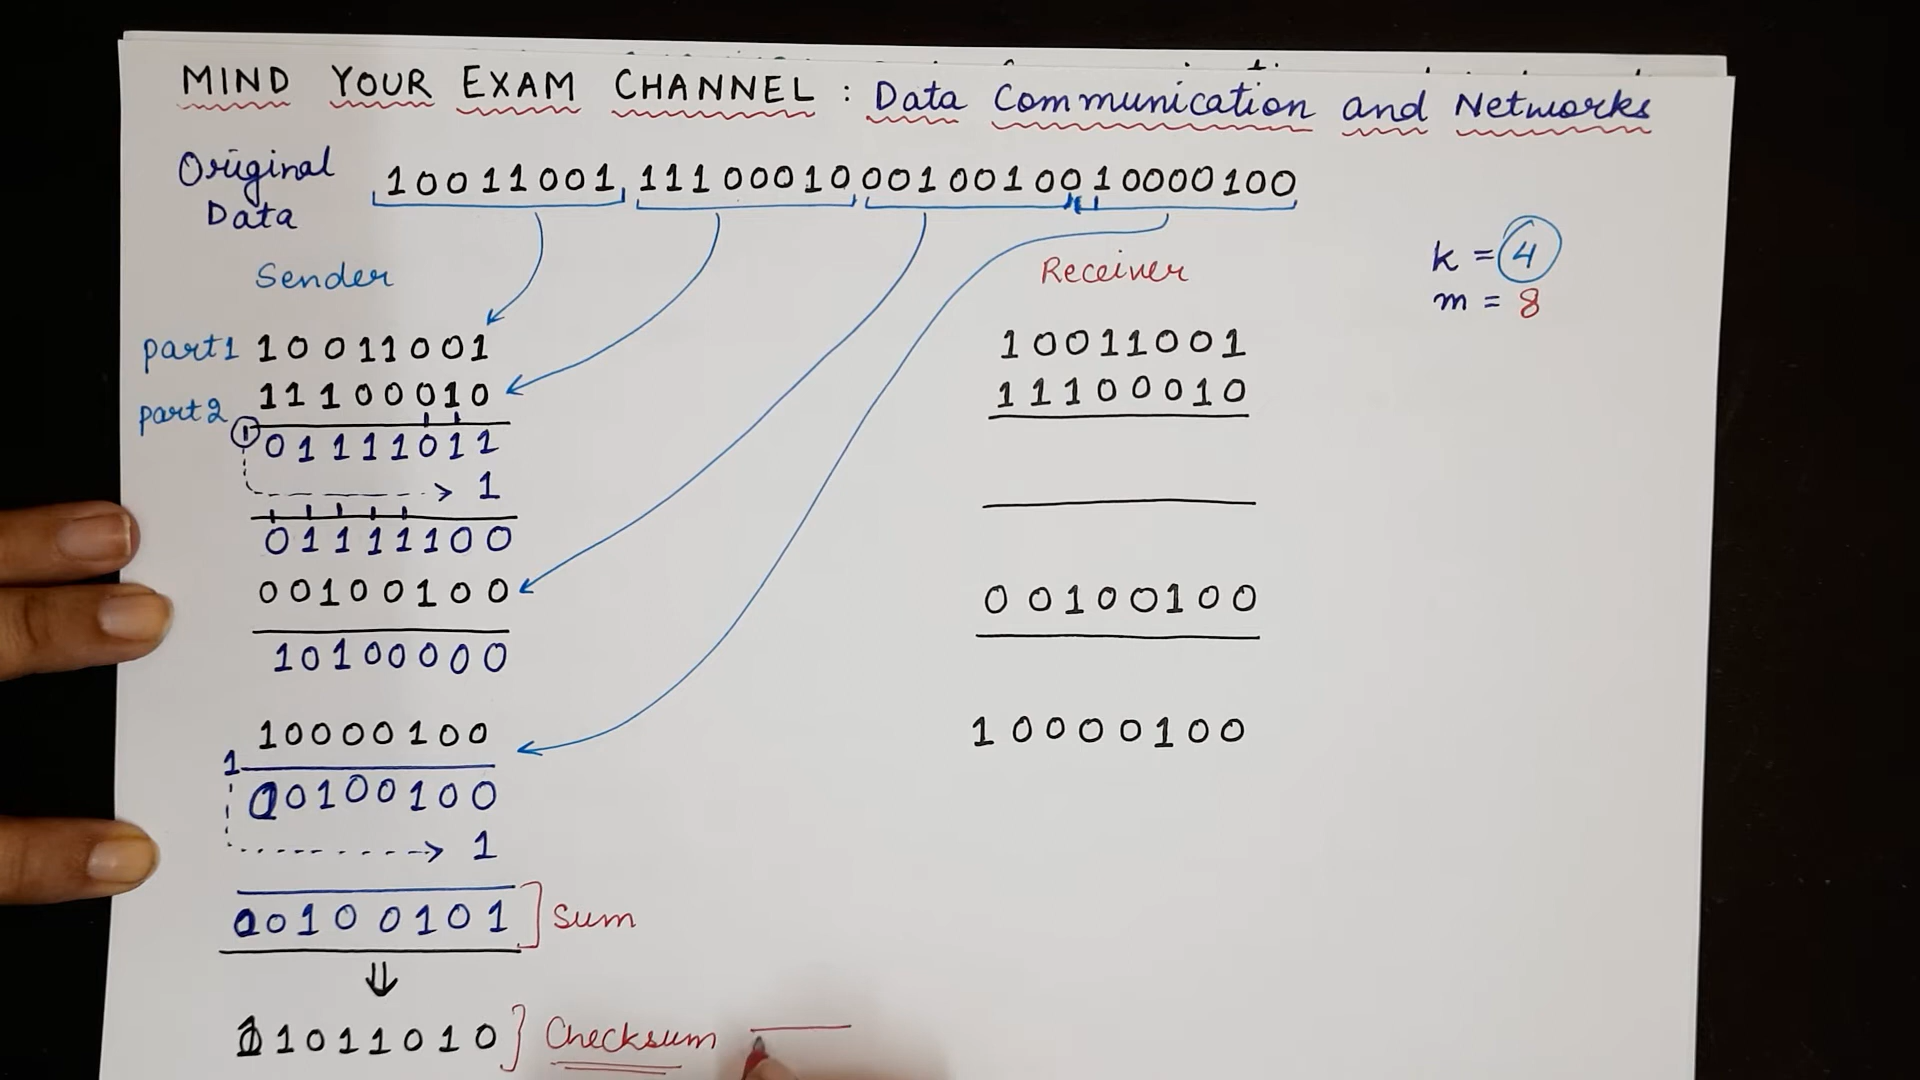 MIND YOUR EXAM CHANNEL : Data Communication and Networks
Original Data
10011001 11100010 00100100 10000100
k = 4
m = 8
Sender
part1 10011001
part2 11100010
1 01111011
1
01111100
00100100
10100000
10000100
1
00100100
1
00100101 Sum
11011010 Checksum
Receiver
10011001
11100010
00100100
10000100